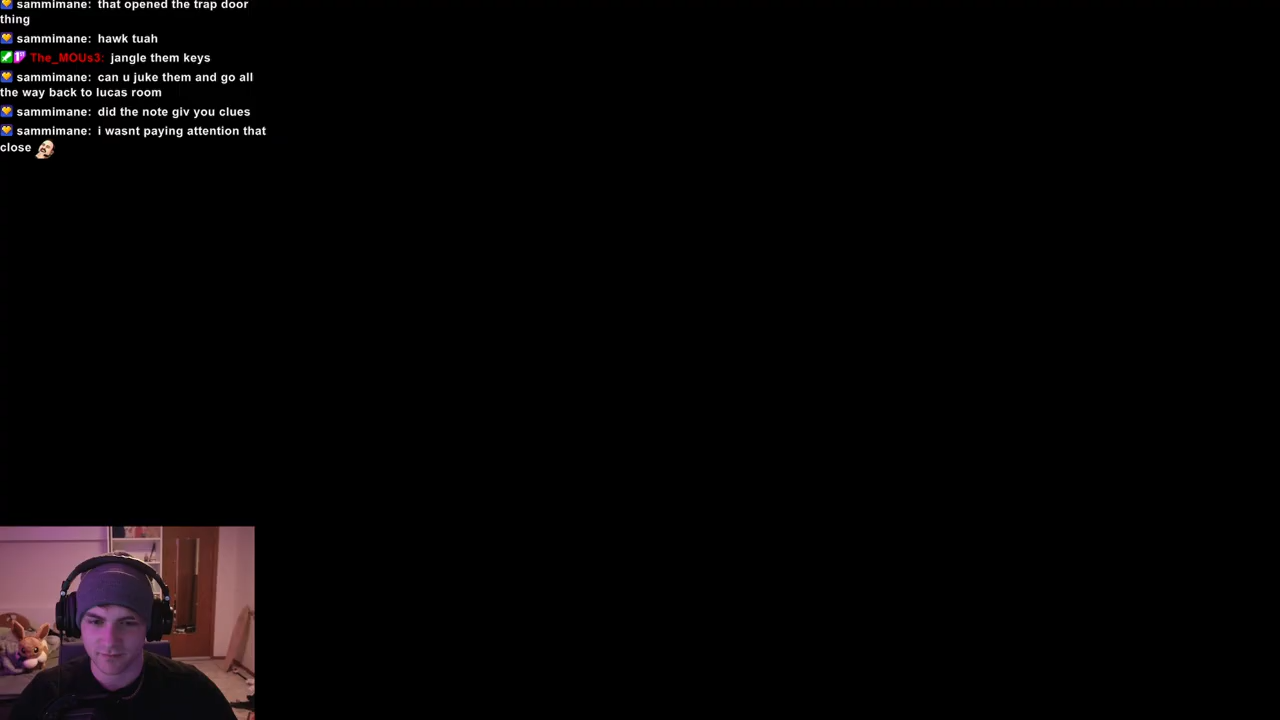 sammimane: that opened the trap door
thing
sammimane: hawk tuah
The_MOUs3: jangle them keys
sammimane: can u juke them and go all
the way back to lucas room
sammimane: did the note giv you clues
sammimane: i wasnt paying attention that
close